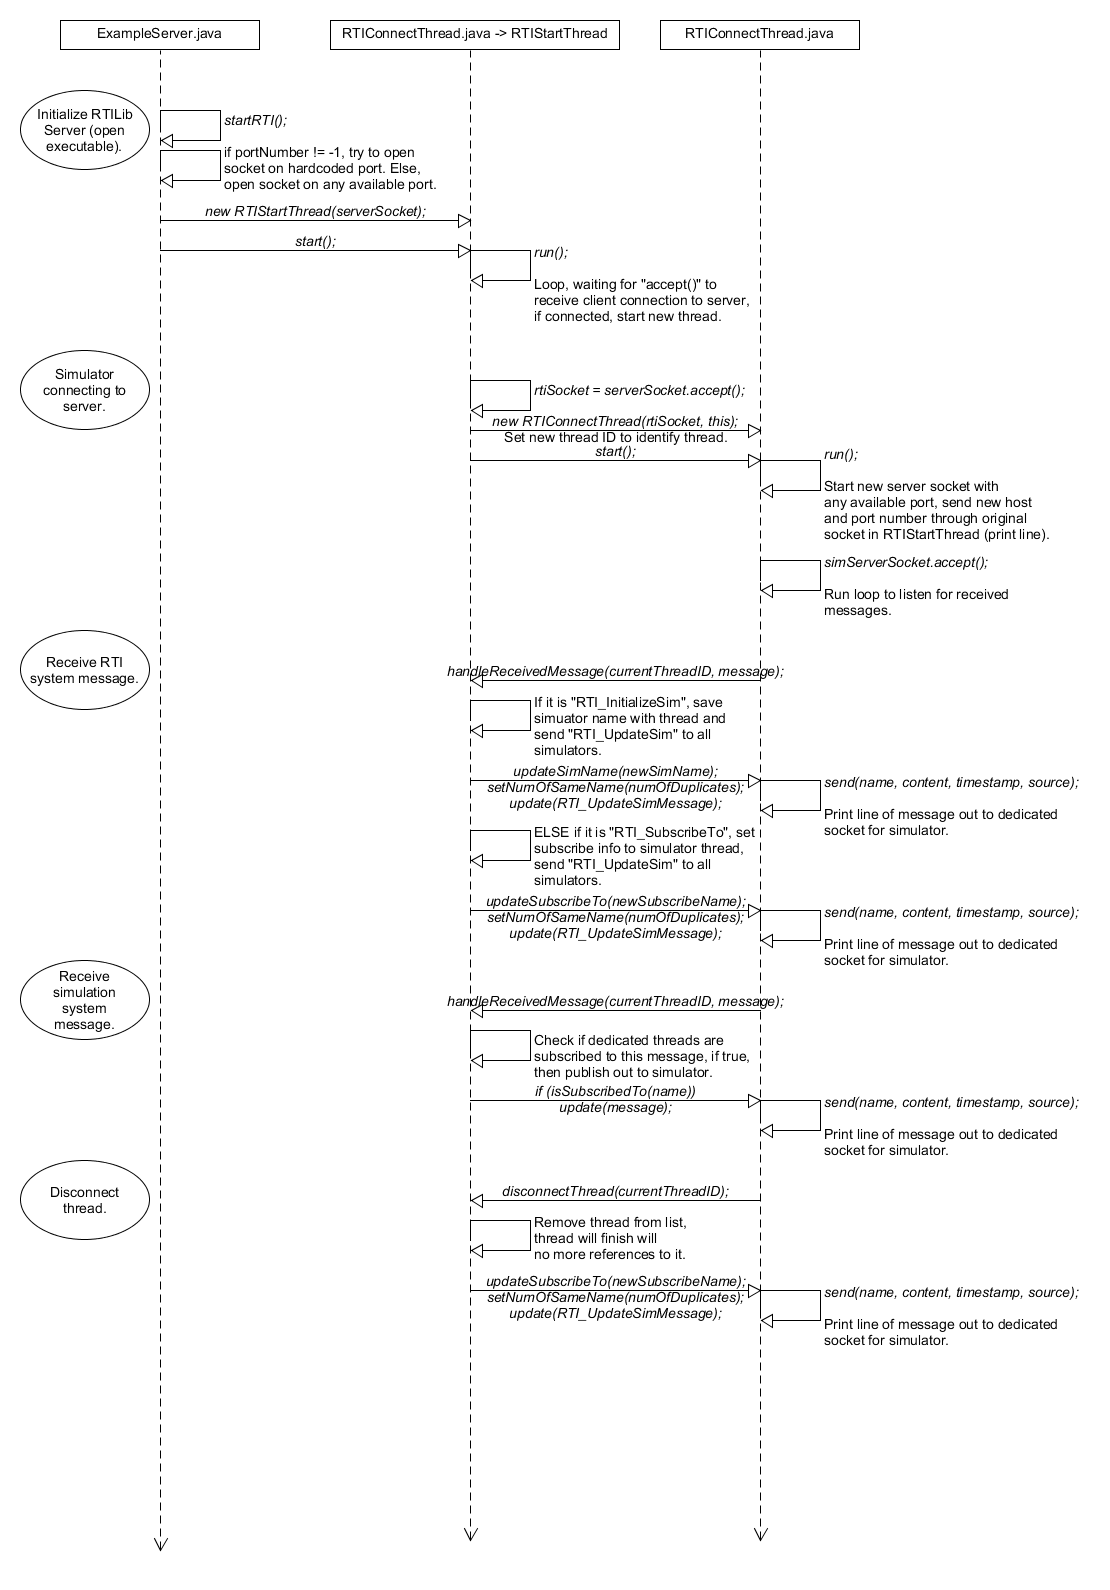 ExampleServer.java
RTIConnectThread.java -> RTIStartThread
RTIConnectThread.java
Initialize RTILib
Server (open
executable).
startRTI();
if portNumber != -1, try to open
socket on hardcoded port. Else,
open socket on any available port.
new RTIStartThread(serverSocket);
start();
run();
Loop, waiting for "accept()" to
receive client connection to server,
if connected, start new thread.
Simulator
connecting to
server.
rtiSocket = serverSocket.accept();
new RTIConnectThread(rtiSocket, this);
Set new thread ID to identify thread.
start();
run();
Start new server socket with
any available port, send new host
and port number through original
socket in RTIStartThread (print line).
simServerSocket.accept();
Run loop to listen for received
messages.
Receive RTI
system message.
handleReceivedMessage(currentThreadID, message);
If it is "RTI_InitializeSim", save
simuator name with thread and
send "RTI_UpdateSim" to all
simulators.
updateSimName(newSimName);
setNumOfSameName(numOfDuplicates);
update(RTI_UpdateSimMessage);
send(name, content, timestamp, source);
Print line of message out to dedicated
socket for simulator.
ELSE if it is "RTI_SubscribeTo", set
subscribe info to simulator thread,
send "RTI_UpdateSim" to all
simulators.
updateSubscribeTo(newSubscribeName);
setNumOfSameName(numOfDuplicates);
update(RTI_UpdateSimMessage);
send(name, content, timestamp, source);
Print line of message out to dedicated
socket for simulator.
Receive
simulation
system
message.
handleReceivedMessage(currentThreadID, message);
Check if dedicated threads are
subscribed to this message, if true,
then publish out to simulator.
if (isSubscribedTo(name))
update(message);
send(name, content, timestamp, source);
Print line of message out to dedicated
socket for simulator.
Disconnect
thread.
disconnectThread(currentThreadID);
Remove thread from list,
thread will finish will
no more references to it.
updateSubscribeTo(newSubscribeName);
setNumOfSameName(numOfDuplicates);
update(RTI_UpdateSimMessage);
send(name, content, timestamp, source);
Print line of message out to dedicated
socket for simulator.